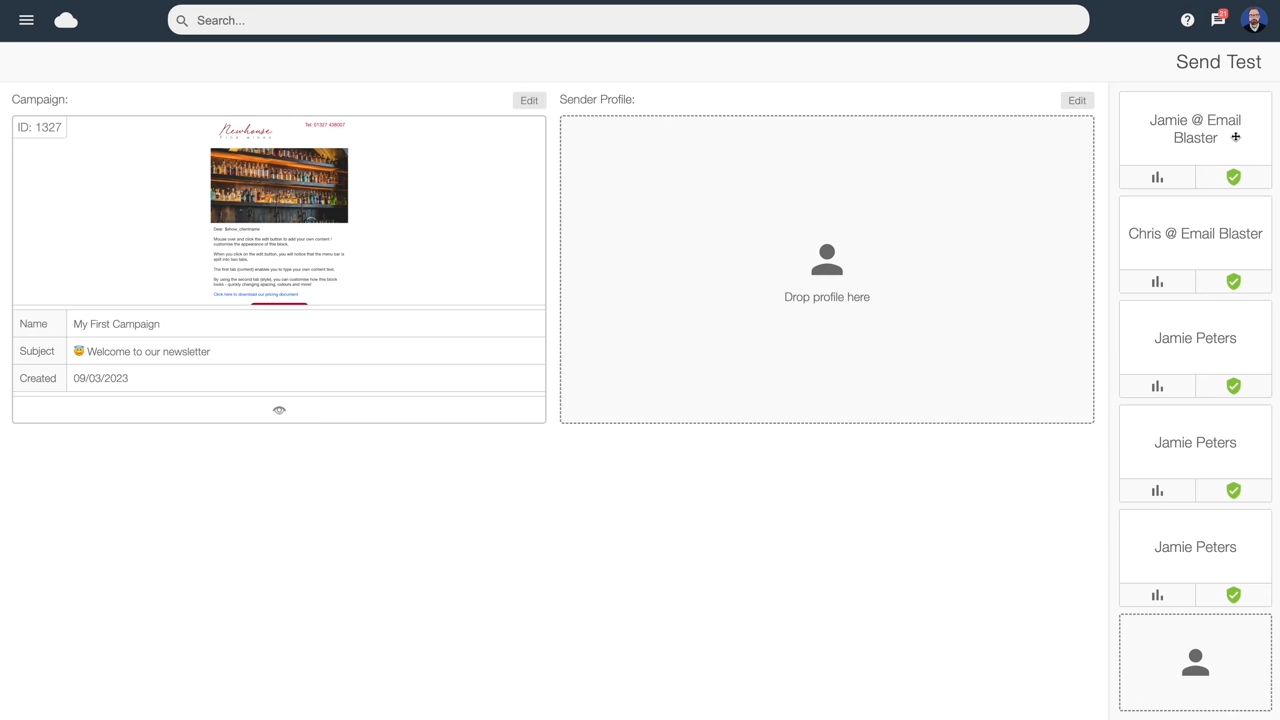 Search...
21
Send Test
Campaign:
Edit
Sender Profile:
Edit
ID: 1327
Newhouse
fine wines
Tel: 01327 438007
Dear $show_clientname
Mouse over and click the edit button to add your own content /
customise the appearance of this block.
When you click on the edit button, you will notice that the menu bar is
split into two tabs.
The first tab (content) enables you to type your own content text.
By using the second tab (style), you can customise how this block
looks - quickly changing spacing, colours and more!
Click here to download our pricing document
Name
My First Campaign
Subject
😇 Welcome to our newsletter
Created
09/03/2023
Drop profile here
Jamie @ Email
Blaster
Chris @ Email Blaster
Jamie Peters
Jamie Peters
Jamie Peters